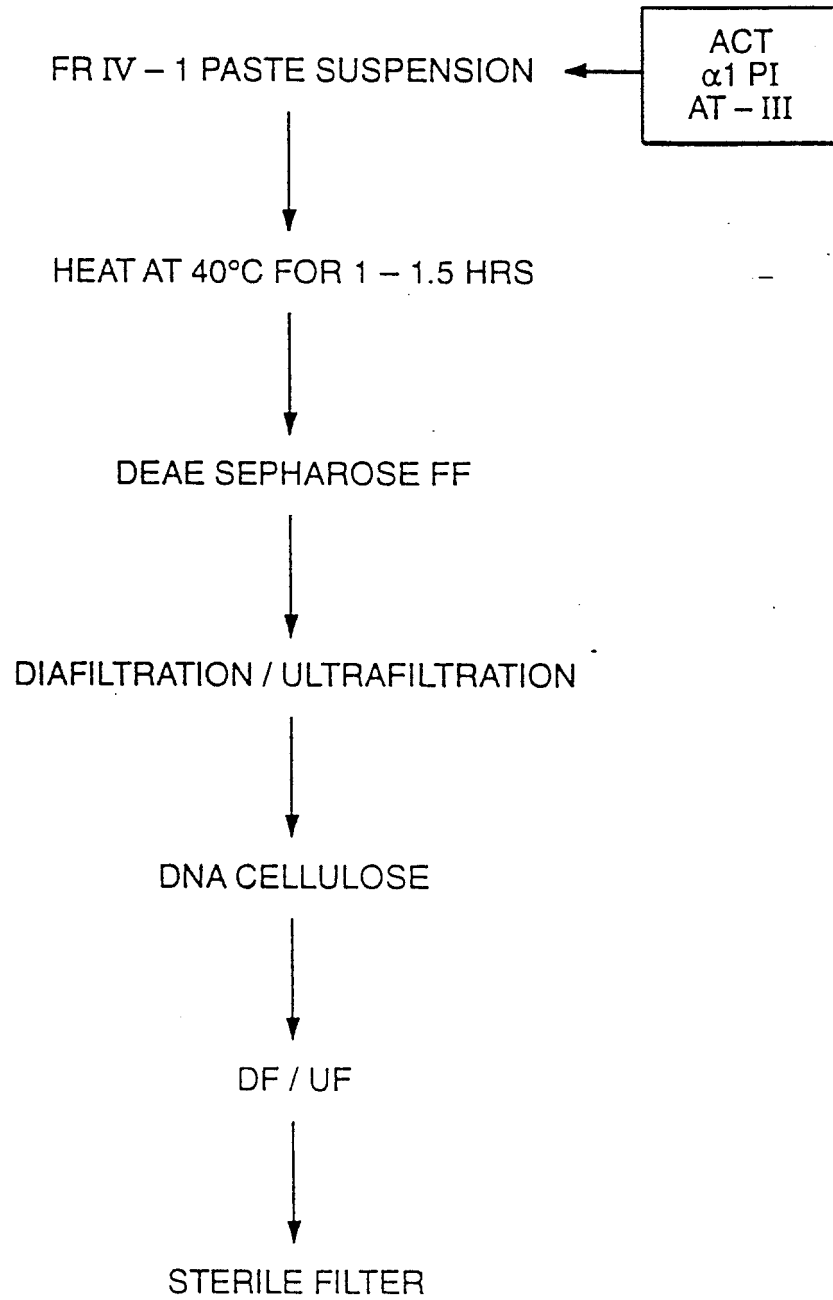 FR IV – 1 PASTE SUSPENSION
ACT
α1 PI
AT – III
HEAT AT 40°C FOR 1 – 1.5 HRS
DEAE SEPHAROSE FF
DIAFILTRATION / ULTRAFILTRATION
DNA CELLULOSE
DF / UF
STERILE FILTER